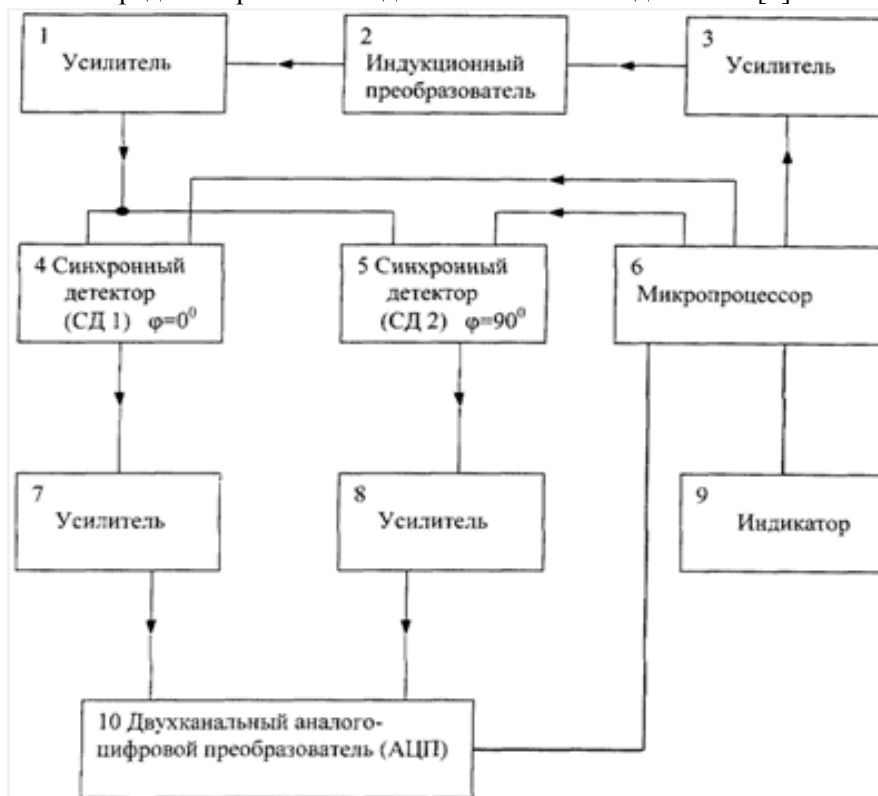 1
Усилитель
2
Индукционный
преобразователь
3
Усилитель
4 Синхронный
детектор
(СД 1) φ=0⁰
5 Синхронный
детектор
(СД 2) φ=90⁰
6
Микропроцессор
7
Усилитель
8
Усилитель
9
Индикатор
10 Двухканальный аналого-
цифровой преобразователь (АЦП)